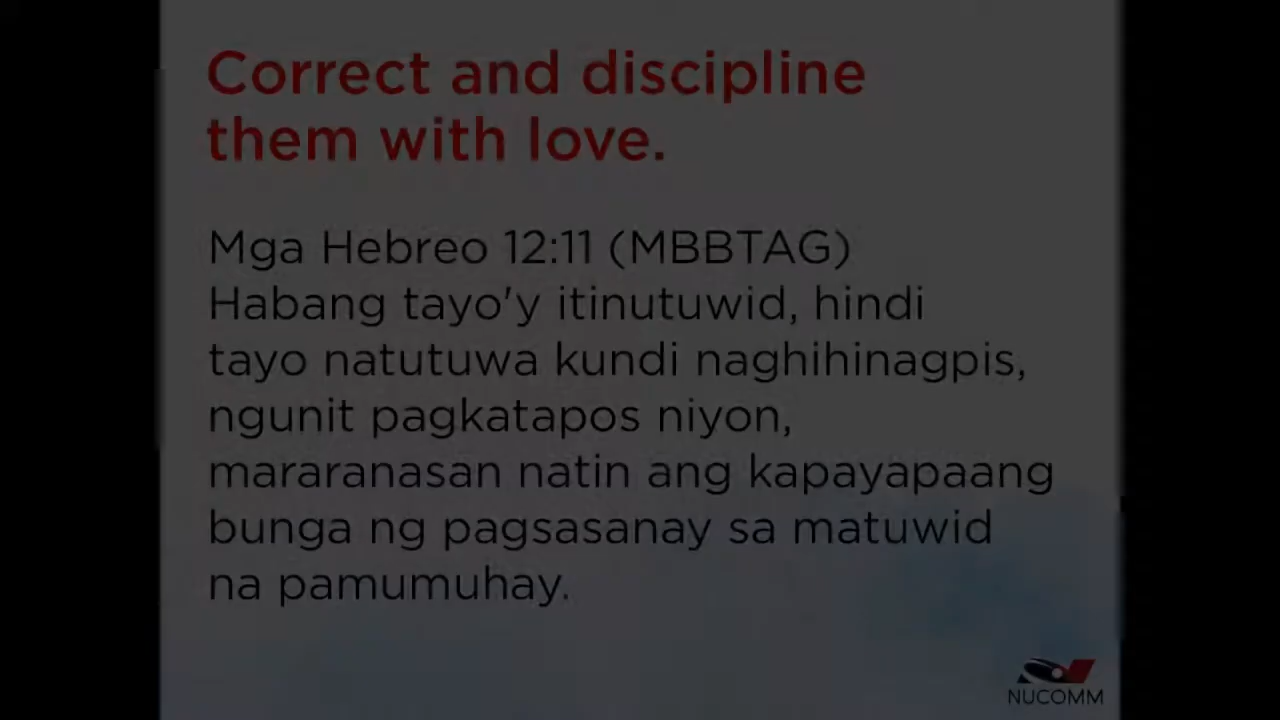 Correct and discipline
them with love.
Mga Hebreo 12:11 (MBBTAG)
Habang tayo'y itinutuwid, hindi
tayo natutuwa kundi naghihinagpis,
ngunit pagkatapos niyon,
mararanasan natin ang kapayapaang
bunga ng pagsasanay sa matuwid
na pamumuhay.
NUCOMM